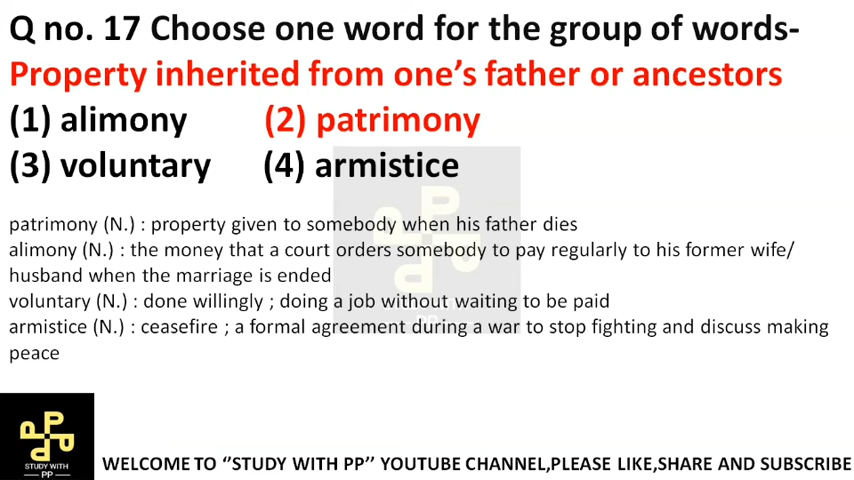 Q no. 17 Choose one word for the group of words-
Property inherited from one's father or ancestors
(1) alimony (2) patrimony
(3) voluntary (4) armistice
patrimony (N.) : property given to somebody when his father dies
alimony (N.) : the money that a court orders somebody to pay regularly to his former wife/
husband when the marriage is ended
voluntary (N.) : done willingly ; doing a job without waiting to be paid
armistice (N.) : ceasefire ; a formal agreement during a war to stop fighting and discuss making
peace
P P P P
STUDY WITH
PP
STUDY WITH
PP
WELCOME TO ‘’STUDY WITH PP’’ YOUTUBE CHANNEL,PLEASE LIKE,SHARE AND SUBSCRIBE